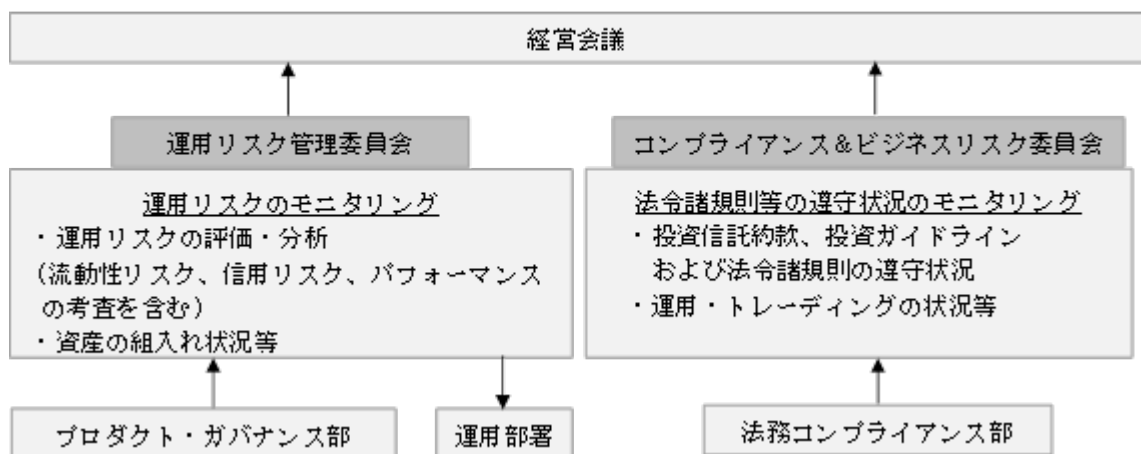 経営会議
運用リスク管理委員会
運用リスクのモニタリング
・運用リスクの評価・分析
(流動性リスク、信用リスク、パフォーマンス
の考査を含む)
・資産の組入れ状況等
プロダクト・ガバナンス部
運用部署
コンプライアンス&ビジネスリスク委員会
法令諸規則等の遵守状況のモニタリング
・投資信託約款、投資ガイドライン
および法令諸規則の遵守状況
・運用・トレーディングの状況等
法務コンプライアンス部